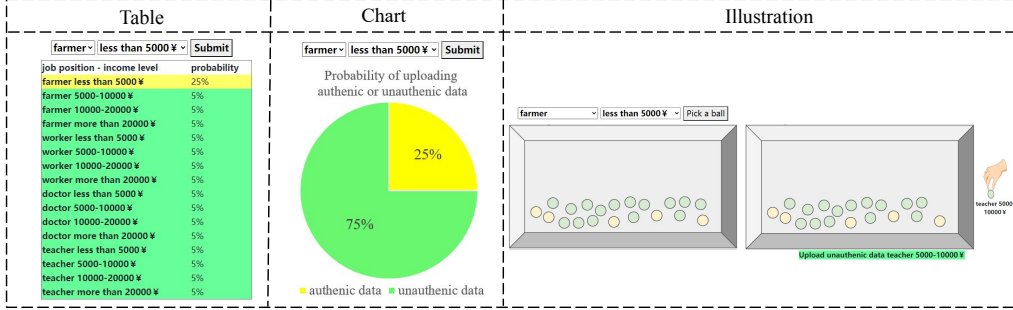 Table
Chart
Illustration
farmer less than 5000 ¥ Submit
job position - income level probability
farmer less than 5000 ¥ 25%
farmer 5000-10000 ¥ 5%
farmer 10000-20000 ¥ 5%
farmer more than 20000 ¥ 5%
worker less than 5000 ¥ 5%
worker 5000-10000 ¥ 5%
worker 10000-20000 ¥ 5%
worker more than 20000 ¥ 5%
doctor less than 5000 ¥ 5%
doctor 5000-10000 ¥ 5%
doctor 10000-20000 ¥ 5%
doctor more than 20000 ¥ 5%
teacher less than 5000 ¥ 5%
teacher 5000-10000 ¥ 5%
teacher 10000-20000 ¥ 5%
teacher more than 20000 ¥ 5%
farmer less than 5000 ¥ Submit
Probability of uploading
authenic or unauthenic data
25%
75%
authenic data unauthenic data
farmer less than 5000 ¥ Pick a ball
teacher 5000-
10000 ¥
Upload unauthenic data teacher 5000-10000 ¥